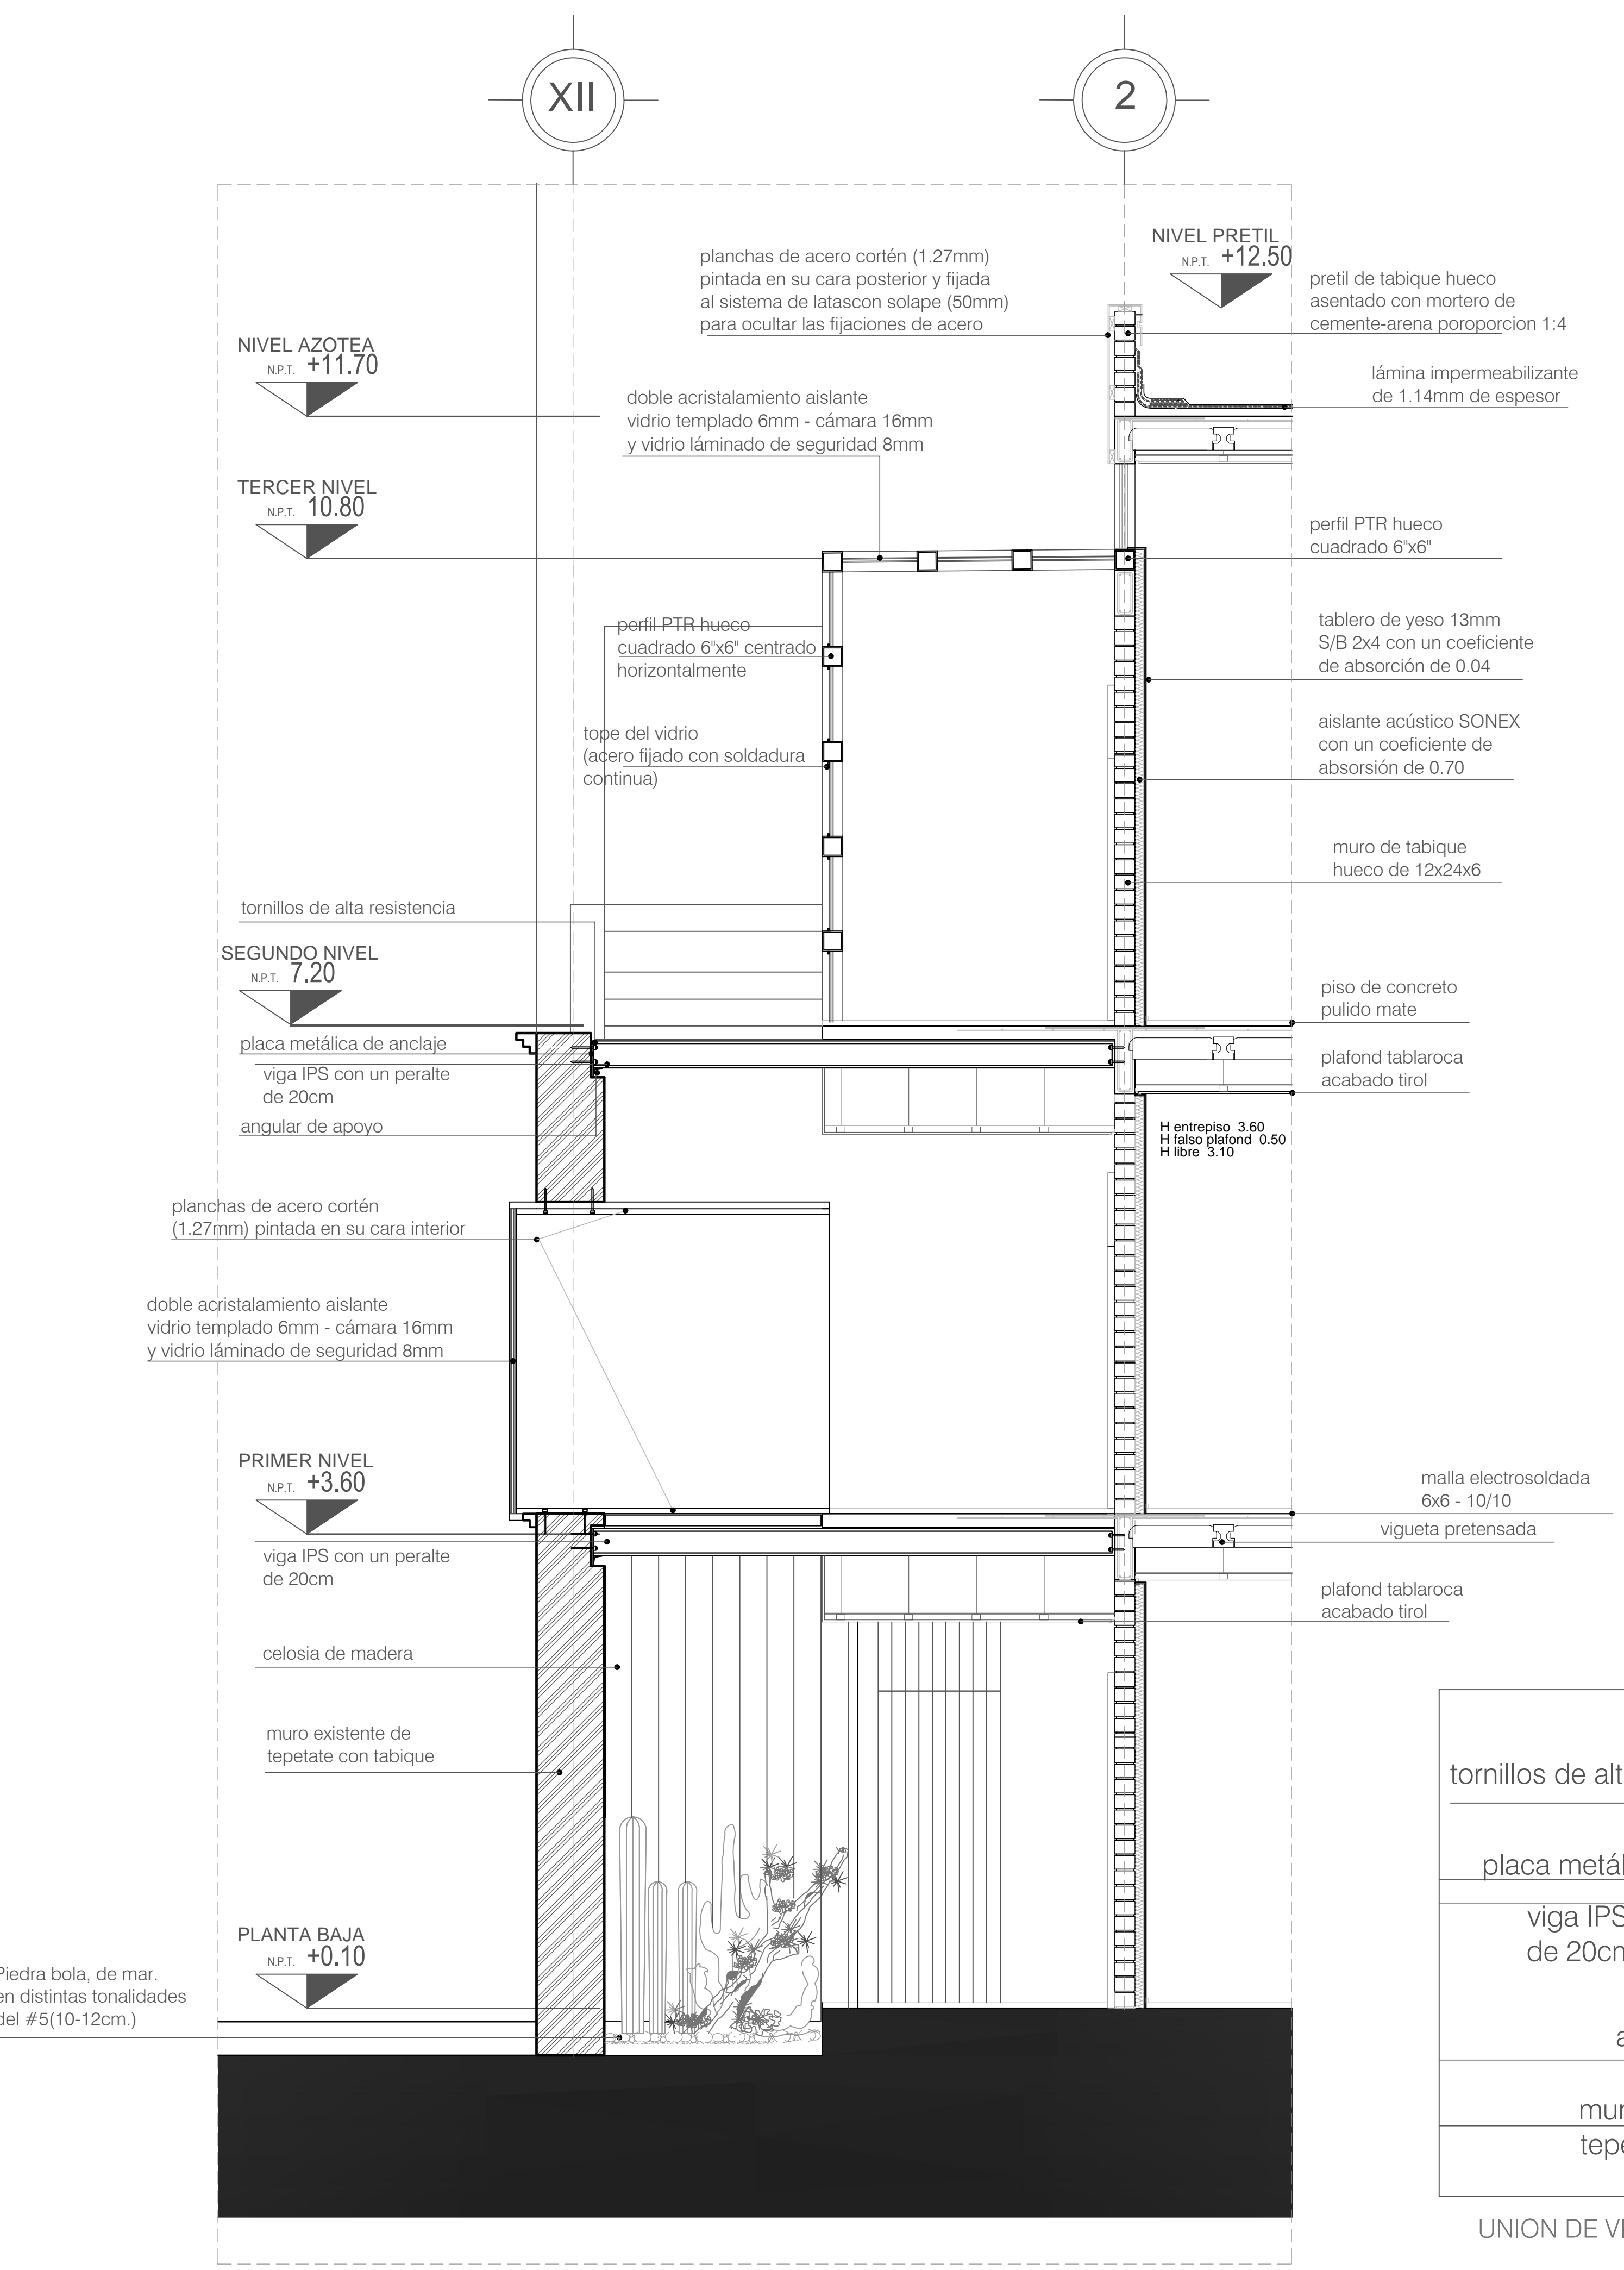 XII
2
NIVEL PRETIL
N.P.T. +12.50
planchas de acero cortén (1.27mm)
pintada en su cara posterior y fijada
al sistema de latascon solape (50mm)
para ocultar las fijaciones de acero
pretil de tabique hueco
asentado con mortero de
cemente-arena poroporcion 1:4
NIVEL AZOTEA
N.P.T. +11.70
lámina impermeabilizante
de 1.14mm de espesor
doble acristalamiento aislante
vidrio templado 6mm - cámara 16mm
y vidrio láminado de seguridad 8mm
TERCER NIVEL
N.P.T. 10.80
perfil PTR hueco
cuadrado 6"x6"
perfil PTR hueco
cuadrado 6"x6" centrado
horizontalmente
tablero de yeso 13mm
S/B 2x4 con un coeficiente
de absorción de 0.04
tope del vidrio
(acero fijado con soldadura
continua)
aislante acústico SONEX
con un coeficiente de
absorsión de 0.70
muro de tabique
hueco de 12x24x6
tornillos de alta resistencia
SEGUNDO NIVEL
N.P.T. 7.20
piso de concreto
pulido mate
placa metálica de anclaje
viga IPS con un peralte
de 20cm
angular de apoyo
plafond tablaroca
acabado tirol
H entrepiso 3.60
H falso plafond 0.50
H libre 3.10
planchas de acero cortén
(1.27mm) pintada en su cara interior
doble acristalamiento aislante
vidrio templado 6mm - cámara 16mm
y vidrio láminado de seguridad 8mm
PRIMER NIVEL
N.P.T. +3.60
malla electrosoldada
6x6 - 10/10
vigueta pretensada
viga IPS con un peralte
de 20cm
plafond tablaroca
acabado tirol
celosia de madera
muro existente de
tepetate con tabique
PLANTA BAJA
N.P.T. +0.10
Piedra bola, de mar.
en distintas tonalidades
del #5(10-12cm.)
tornillos de alt
placa metál
viga IPS
de 20cm
a
mur
tepe
UNION DE VI